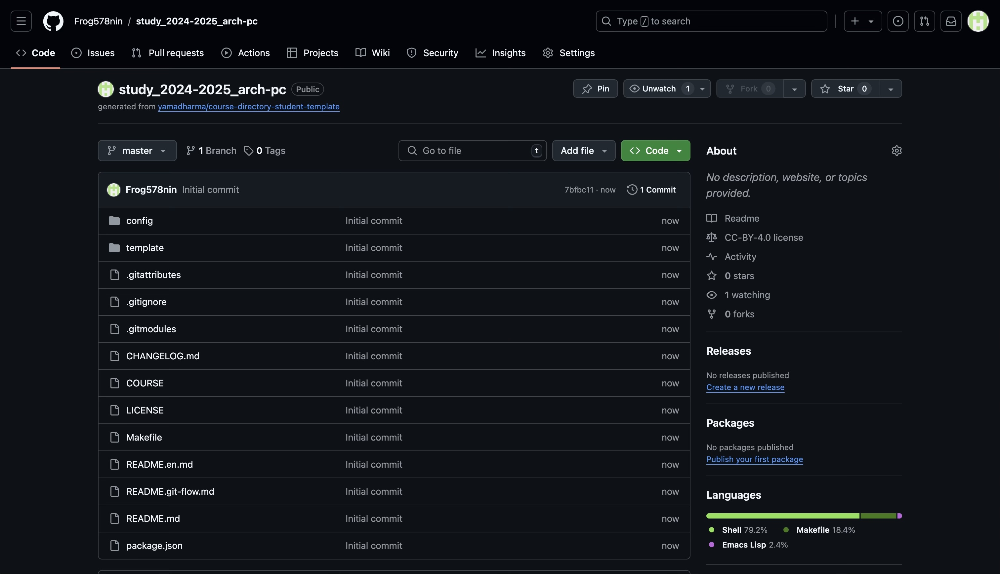 Frog578nin / study_2024-2025_arch-pc
Type / to search
Code Issues Pull requests Actions Projects Wiki Security Insights Settings
study_2024-2025_arch-pc Public
Pin Unwatch 1 Fork 0 Star 0
generated from yamadharma/course-directory-student-template
master 1 Branch 0 Tags Go to file t Add file Code
Frog578nin Initial commit 7bfbc11 · now 1 Commit
config Initial commit now
template Initial commit now
.gitattributes Initial commit now
.gitignore Initial commit now
.gitmodules Initial commit now
CHANGELOG.md Initial commit now
COURSE Initial commit now
LICENSE Initial commit now
Makefile Initial commit now
README.en.md Initial commit now
README.git-flow.md Initial commit now
README.md Initial commit now
package.json Initial commit now
About
No description, website, or topics
provided.
Readme
CC-BY-4.0 license
Activity
0 stars
1 watching
0 forks
Releases
No releases published
Create a new release
Packages
No packages published
Publish your first package
Languages
Shell 79.2% Makefile 18.4%
Emacs Lisp 2.4%